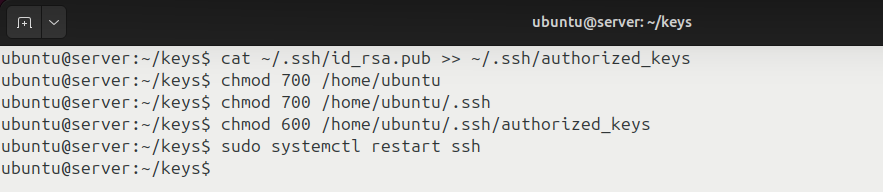 ubuntu@server: ~/keys
ubuntu@server:~/keys$ cat ~/.ssh/id_rsa.pub >> ~/.ssh/authorized_keys
ubuntu@server:~/keys$ chmod 700 /home/ubuntu
ubuntu@server:~/keys$ chmod 700 /home/ubuntu/.ssh
ubuntu@server:~/keys$ chmod 600 /home/ubuntu/.ssh/authorized_keys
ubuntu@server:~/keys$ sudo systemctl restart ssh
ubuntu@server:~/keys$